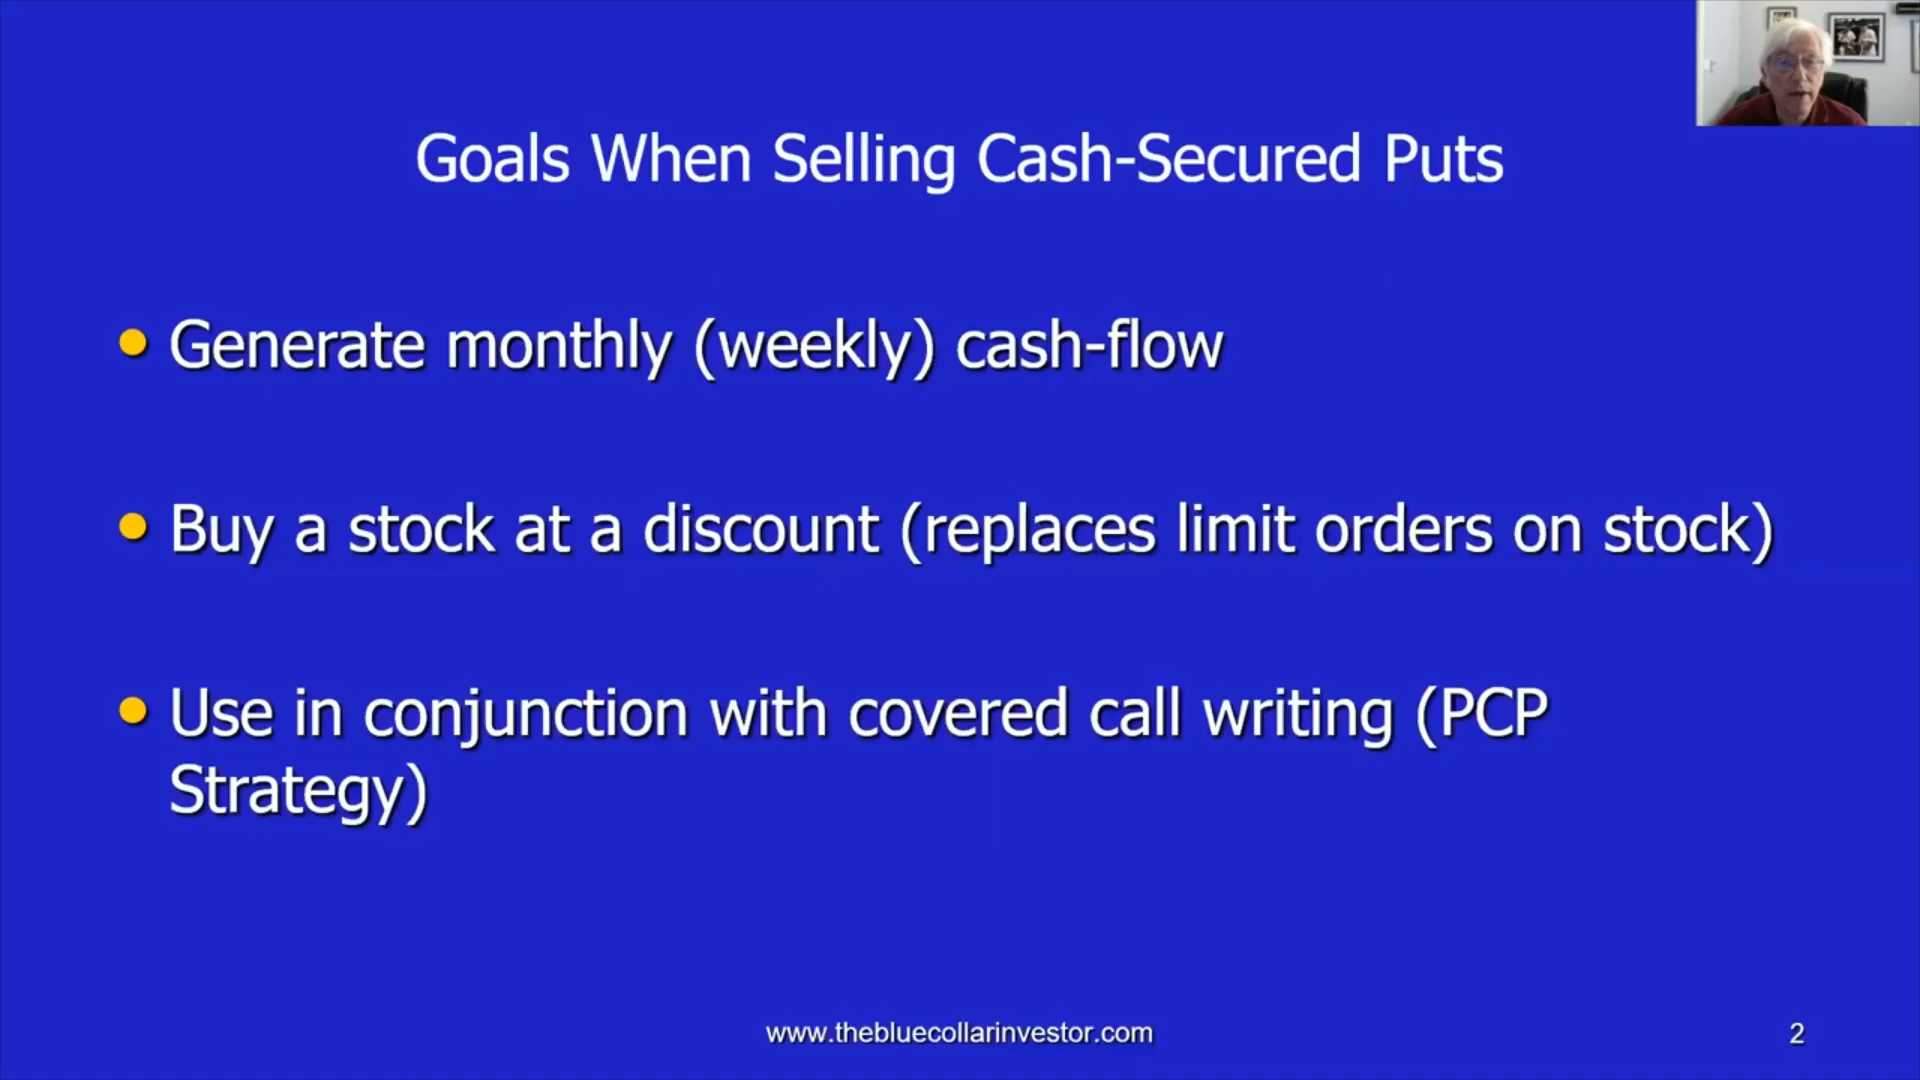 Goals When Selling Cash-Secured Puts
Generate monthly (weekly) cash-flow
Buy a stock at a discount (replaces limit orders on stock)
Use in conjunction with covered call writing (PCP
Strategy)
www.thebluecollarinvestor.com
2